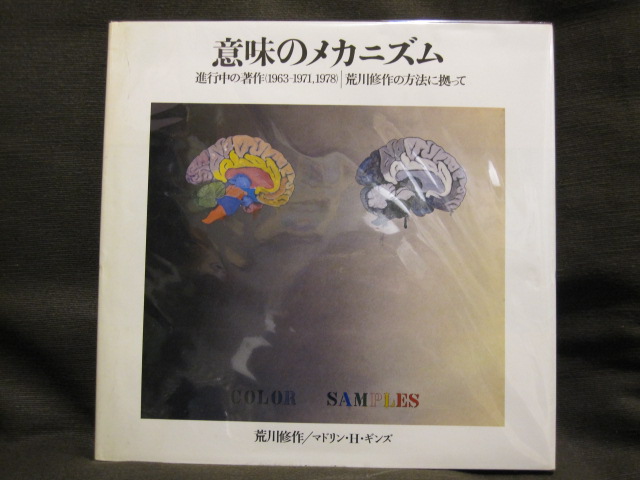 意味のメカニズム
進行中の著作(1963-1971,1978)│荒川修作の方法に拠って
COLOR SAMPLES
荒川修作/マドリン・H・ギンズ